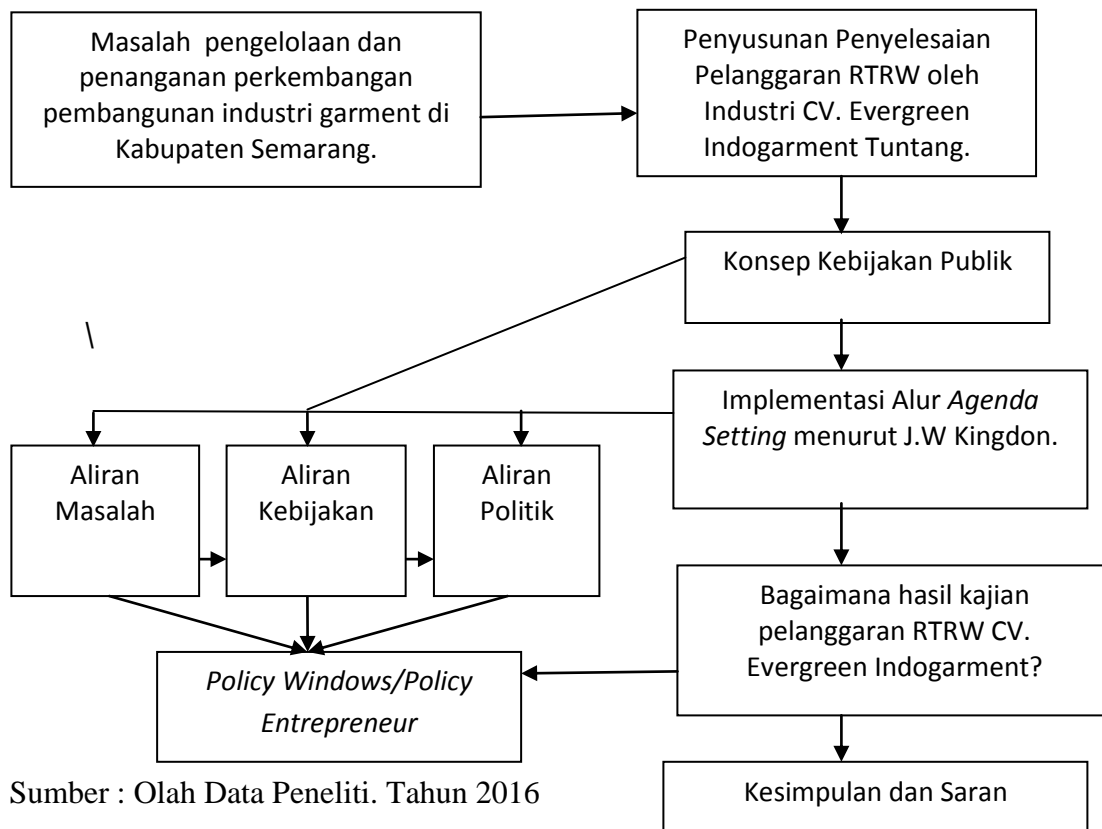 Masalah pengelolaan dan
penanganan perkembangan
pembangunan industri garment di
Kabupaten Semarang.
Penyusunan Penyelesaian
Pelanggaran RTRW oleh
Industri CV. Evergreen
Indogarment Tuntang.
Konsep Kebijakan Publik
\
Implementasi Alur Agenda
Setting menurut J.W Kingdon.
Aliran
Masalah
Aliran
Kebijakan
Aliran
Politik
Bagaimana hasil kajian
pelanggaran RTRW CV.
Evergreen Indogarment?
Policy Windows/Policy
Entrepreneur
Kesimpulan dan Saran
Sumber : Olah Data Peneliti. Tahun 2016